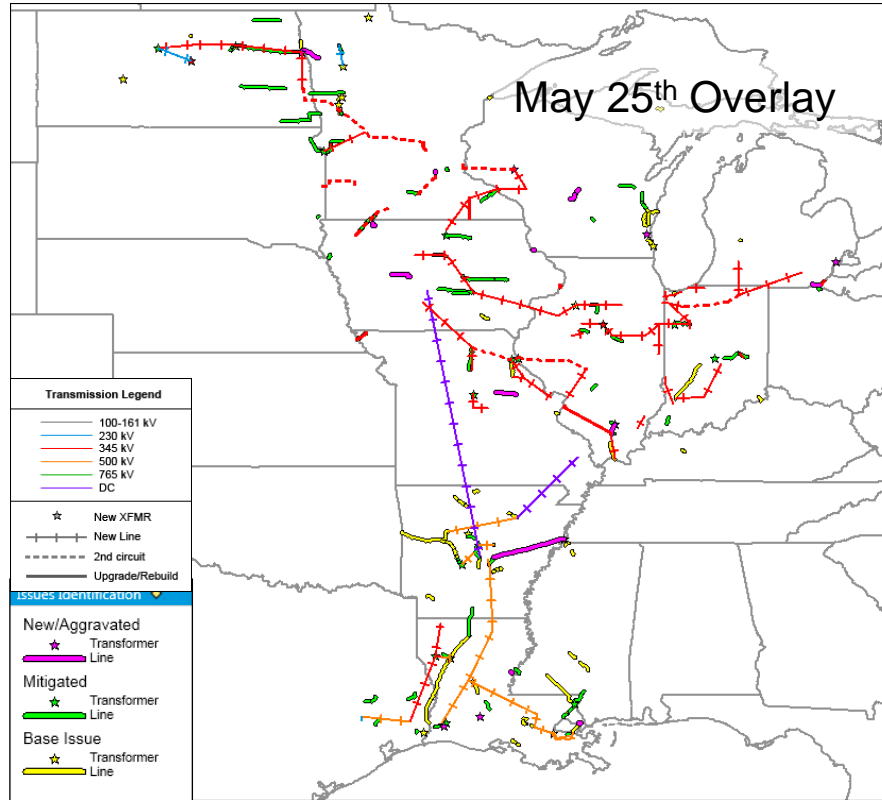 May 25th Overlay
Transmission Legend
100-161 kV
230 kV
345 kV
500 kV
765 kV
DC
New XFMR
New Line
2nd circuit
Upgrade/Rebuild
Issues Identification
New/Aggravated
Transformer
Line
Mitigated
Transformer
Line
Base Issue
Transformer
Line